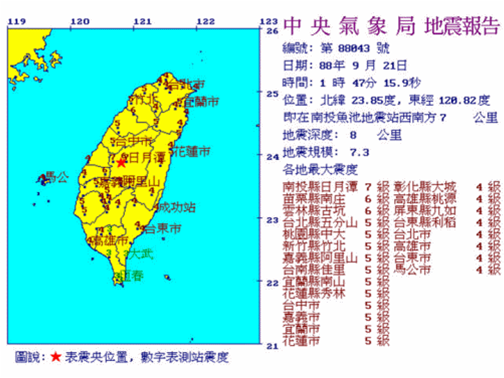 119 120 121 122 123
26
25
24
23
22
21
台北市
竹北
宜蘭市
台中市
日月潭
花蓮市
馬公
嘉義 阿里山
成功站
台東市
高雄市
大武
恆春
中央氣象局地震報告
編號: 第 88043 號
日期: 88年 9 月 21日
時間: 1 時 47分 15.9秒
位置: 北緯 23.85度, 東經 120.82度
即在南投魚池地震站西南方7 公里
地震深度: 8 公里
地震規模: 7.3
各地最大震度
南投縣日月潭 7 級 彰化縣大城 4 級
苗栗縣南庄 6 級 高雄縣桃源 4 級
雲林縣古坑 6 級 屏東縣九如 4 級
台北縣五分山 5 級 台東縣利稻 4 級
桃園縣中大 5 級 台北市 4 級
新竹縣竹北 5 級 高雄市 4 級
嘉義縣阿里山 5 級 台東市 4 級
台南縣佳里 5 級 馬公市 4 級
宜蘭縣南山 5 級
花蓮縣秀林 5 級
台中市 5 級
嘉義市 5 級
宜蘭市 5 級
花蓮市 5 級
圖說: ★ 表震央位置, 數字表測站震度